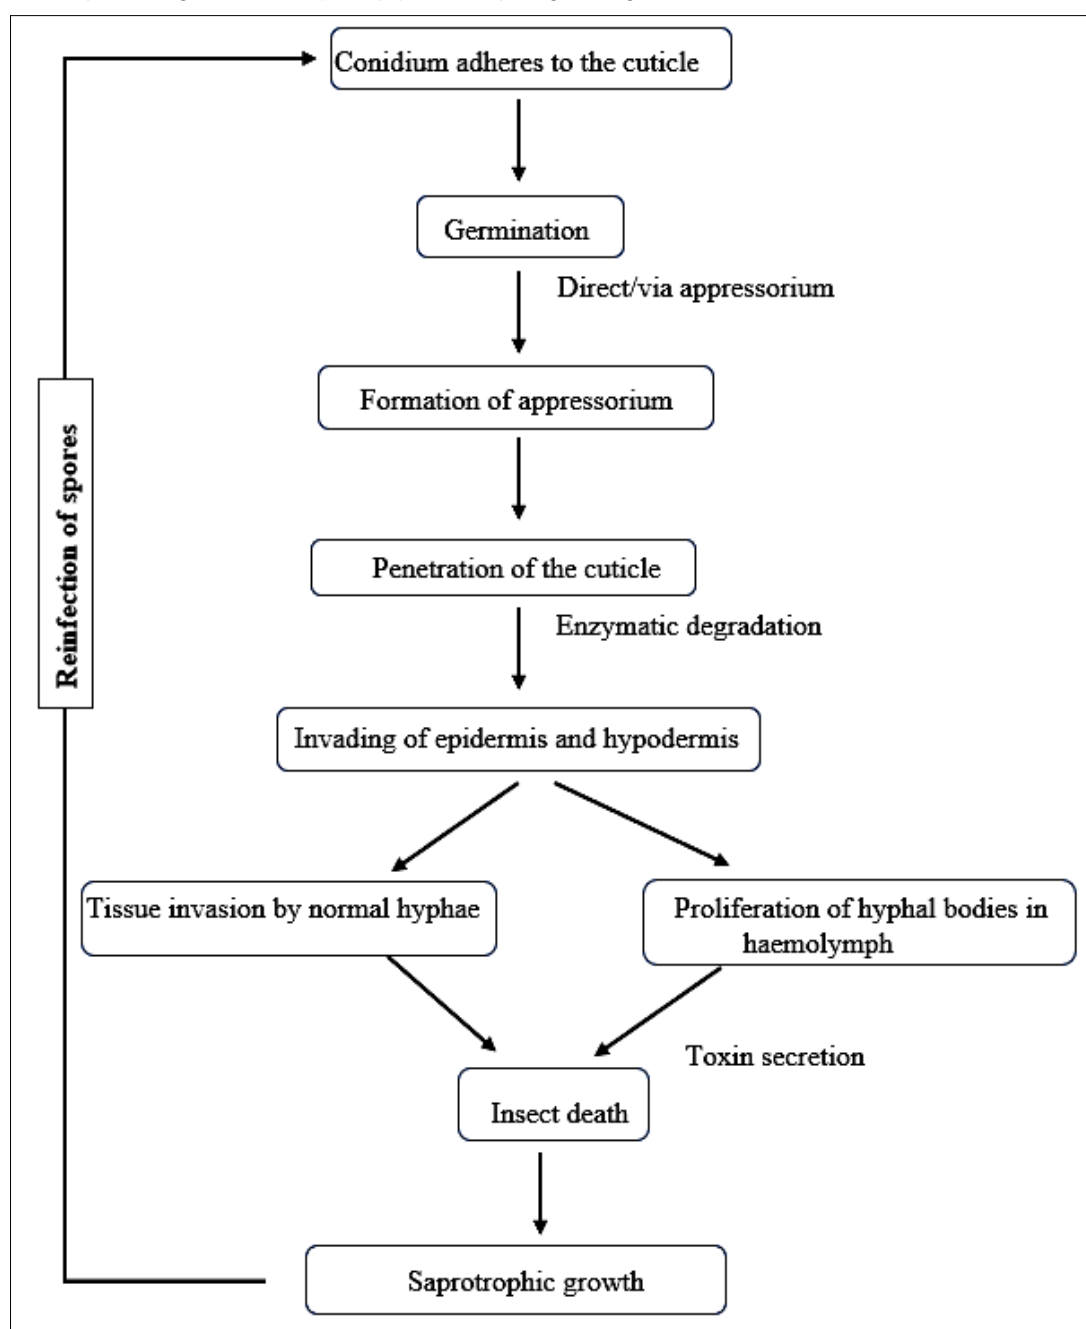 Conidium adheres to the cuticle
Germination
Direct/via appressorium
Formation of appressorium
Penetration of the cuticle
Enzymatic degradation
Reinfection of spores
Invading of epidermis and hypodermis
Tissue invasion by normal hyphae
Proliferation of hyphal bodies in
haemolymph
Toxin secretion
Insect death
Saprotrophic growth